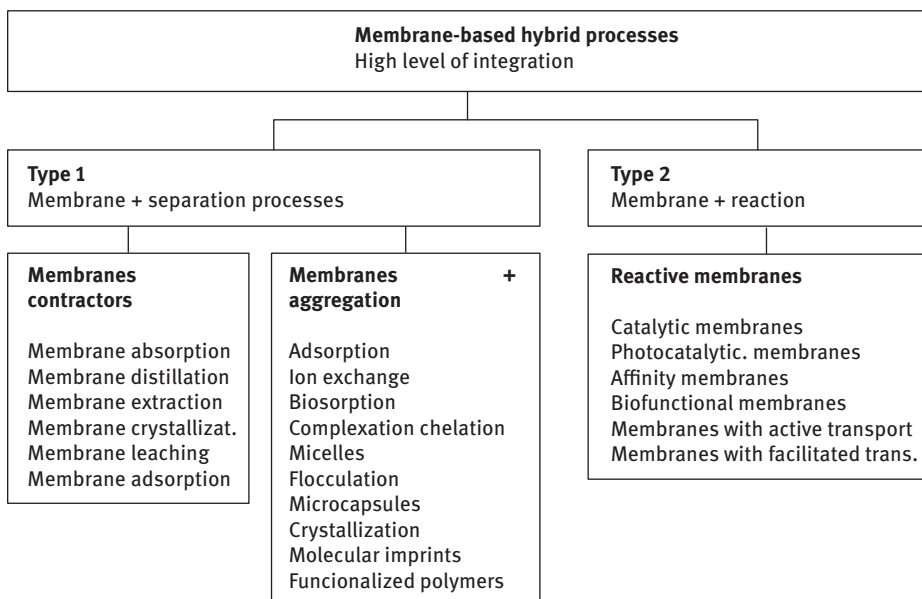 Membrane-based hybrid processes
High level of integration
Type 1
Membrane + separation processes
Type 2
Membrane + reaction
Membranes
contractors
Membrane absorption
Membrane distillation
Membrane extraction
Membrane crystallizat.
Membrane leaching
Membrane adsorption
Membranes +
aggregation
Adsorption
Ion exchange
Biosorption
Complexation chelation
Micelles
Flocculation
Microcapsules
Crystallization
Molecular imprints
Funcionalized polymers
Reactive membranes
Catalytic membranes
Photocatalytic. membranes
Affinity membranes
Biofunctional membranes
Membranes with active transport
Membranes with facilitated trans.